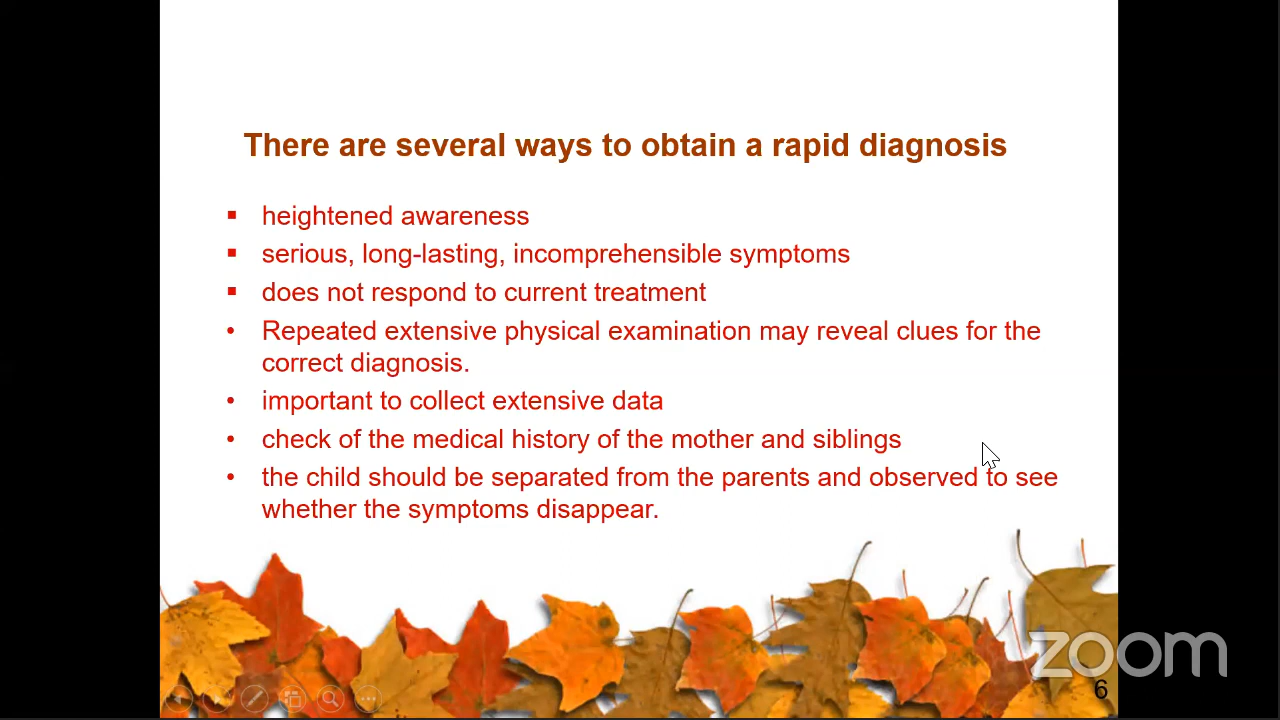 There are several ways to obtain a rapid diagnosis
▪ heightened awareness
▪ serious, long-lasting, incomprehensible symptoms
▪ does not respond to current treatment
• Repeated extensive physical examination may reveal clues for the
correct diagnosis.
• important to collect extensive data
• check of the medical history of the mother and siblings
• the child should be separated from the parents and observed to see
whether the symptoms disappear.
zoom
6